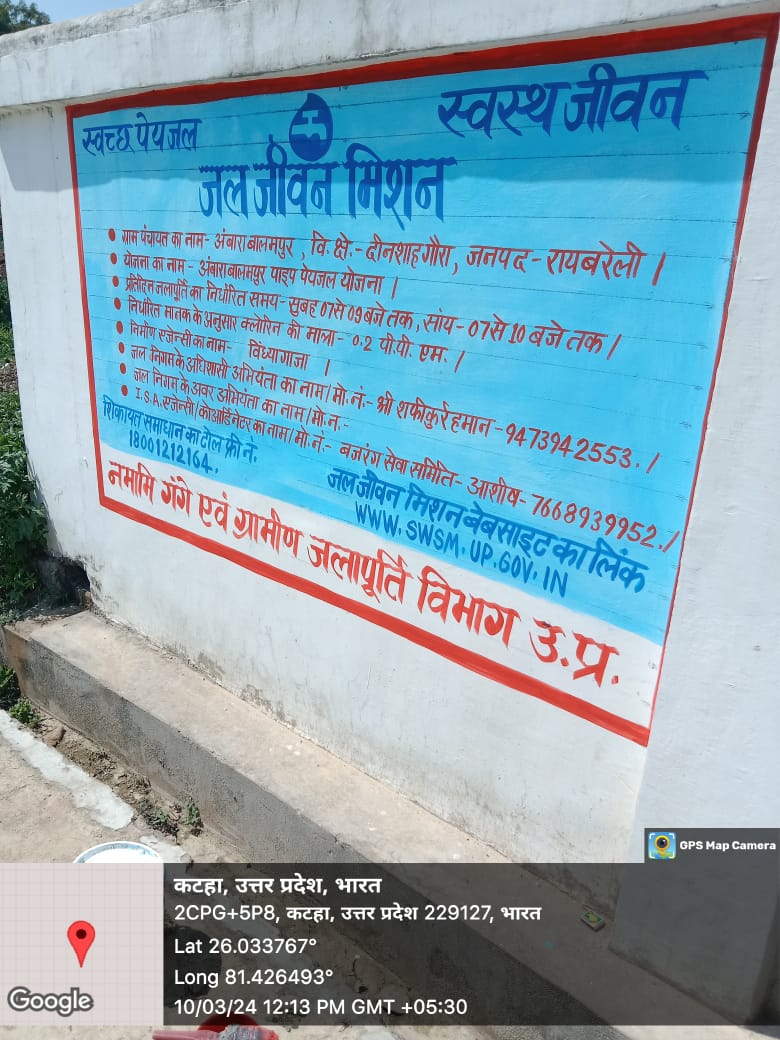 स्वच्छ पेयजल
स्वस्थ जीवन
जल जीवन मिशन
ग्राम पंचायत का नाम- अंबाराबालमपुर, वि. क्षे.- दीनशाहगौरा, जनपद- रायबरेली |
योजना का नाम- अंबाराबालमपुर पाइप पेयजल योजना |
प्रतिदिन जलापूर्ति का निर्धारित समय- सुबह 07 से 09 बजे तक, सांय- 07 से 10 बजे तक /
निर्धारित मानक के अनुसार क्लोरिन की मात्रा- 0.2 पी.पी. एम. /
निर्माण एजेन्सी का नाम- विंध्यागाजा |
जल निगम के अधिशासी अभियंता का नाम/मो.नं:- श्री शफीकुर्रहमान- 9473942553. /
जल निगम के अवर अभियंता का नाम/मो.न.-
I.S.A. एजेन्सी/कोआर्डिनेटर का नाम/मो.नं.- बजरंग सेवा समिति- आशीष- 7668939952. /
शिकायत समाधान का टोल फ्री नं.
18001212164.
जल जीवन मिशन बेबसाइट का लिंक
WWW. SWSM. UP. GOV. IN
नमामि गंगे एवं ग्रामीण जलापूर्ति विभाग उ.प्र.
GPS Map Camera
कटहा, उत्तर प्रदेश, भारत
2CPG+5P8, कटहा, उत्तर प्रदेश 229127, भारत
Lat 26.033767°
Long 81.426493°
10/03/24 12:13 PM GMT +05:30
Google